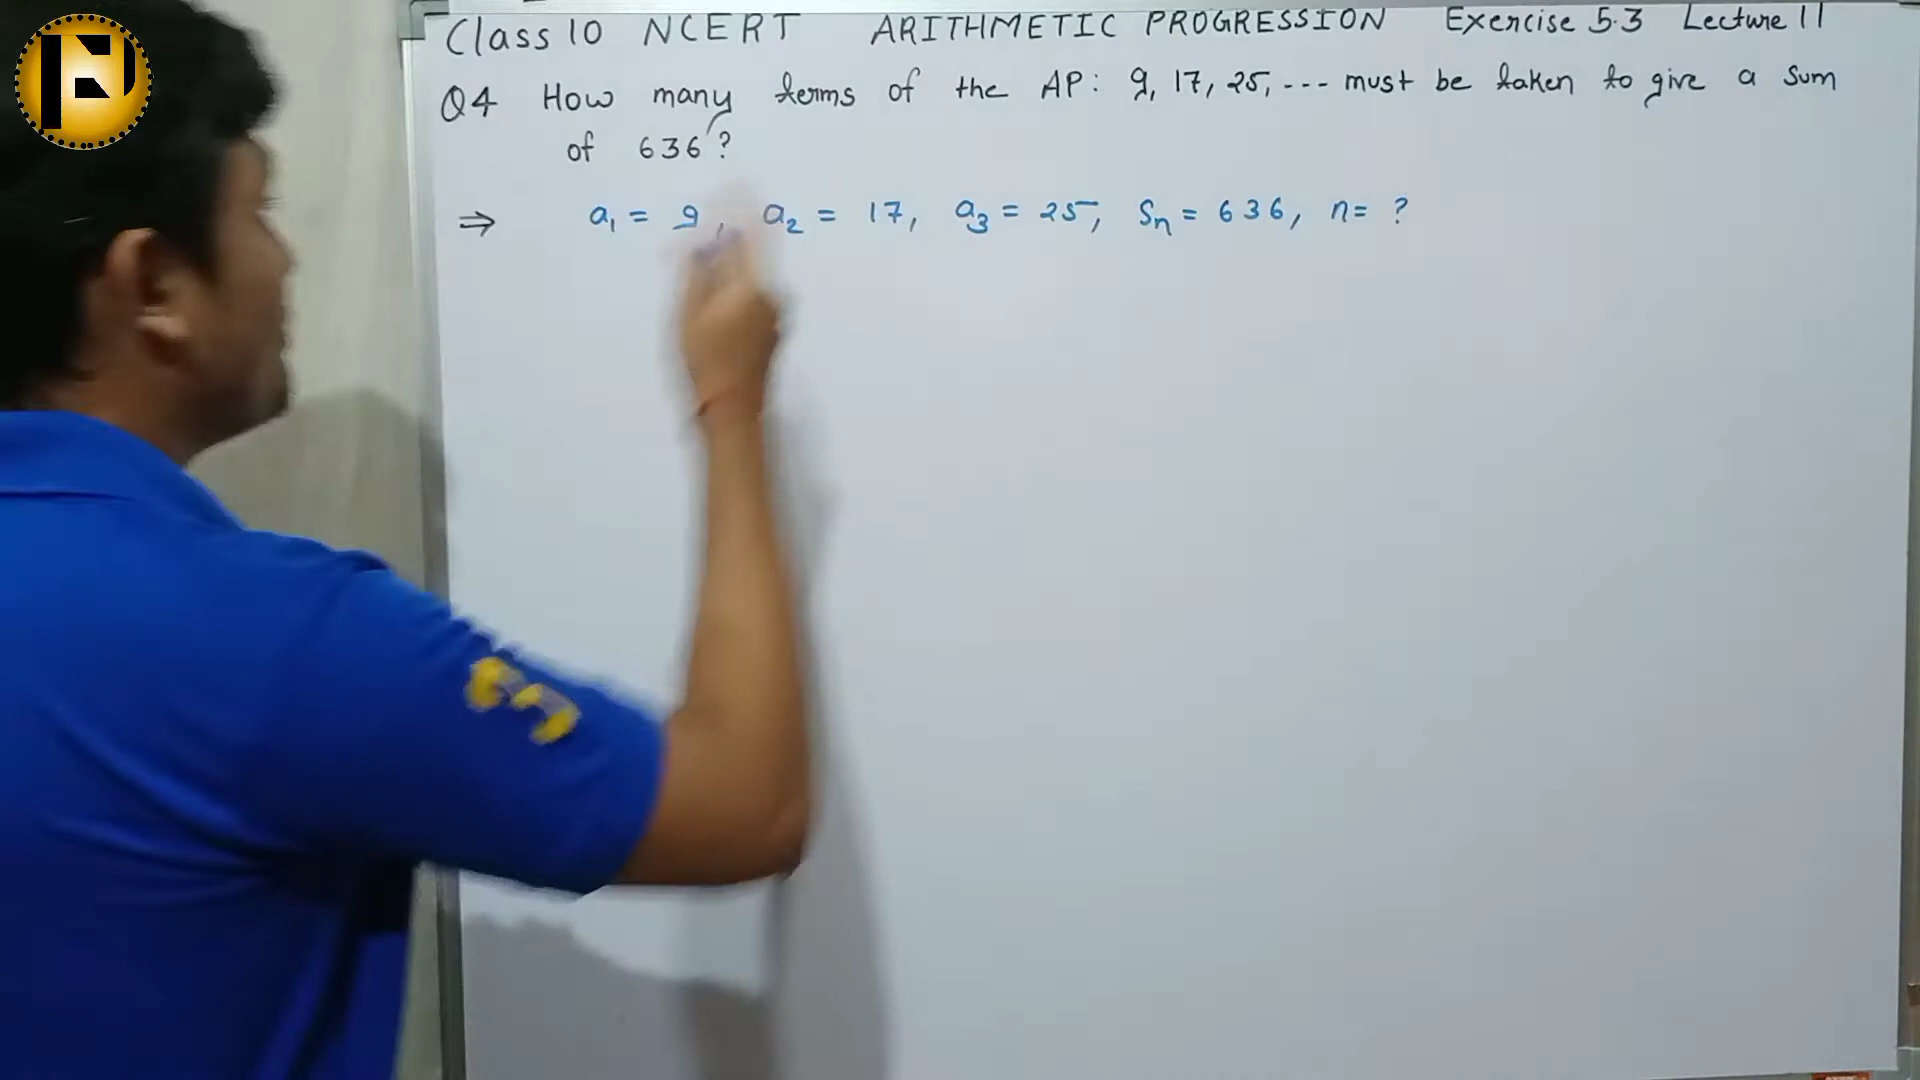 Class 10 NCERT ARITHMETIC PROGRESSION Exercise 5.3 Lecture 11
Q4 How many terms of the AP: 9, 17, 25, --- must be taken to give a sum
of 636?
⇒ a₁ = 9, a₂ = 17, a₃ = 25, Sₙ = 636, n = ?